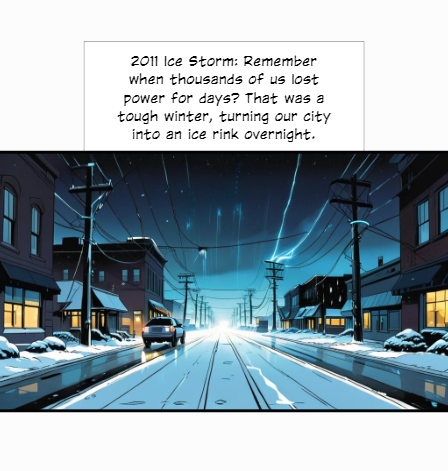 2011 Ice Storm: Remember
when thousands of us lost
power for days? That was a
tough winter, turning our city
into an ice rink overnight.